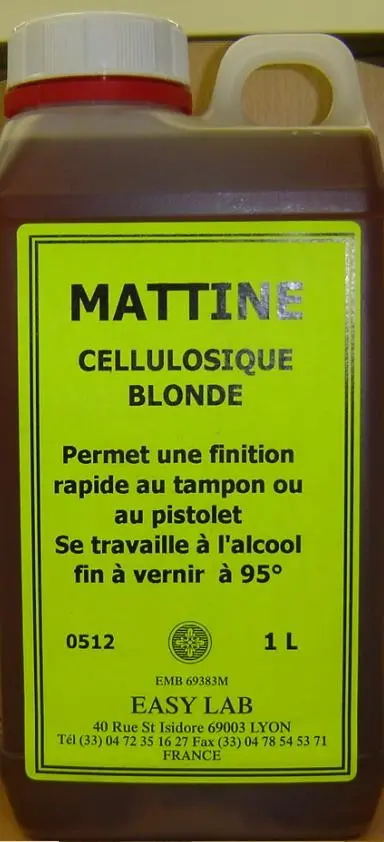 MATTINE
CELLULOSIQUE
BLONDE
Permet une finition
rapide au tampon ou
au pistolet
Se travaille à l'alcool
fin à vernir à 95°
0512 1 L
EMB 69383M
EASY LAB
40 Rue St Isidore 69003 LYON
Tél (33) 04 72 35 16 27 Fax (33) 04 78 54 53 71
FRANCE